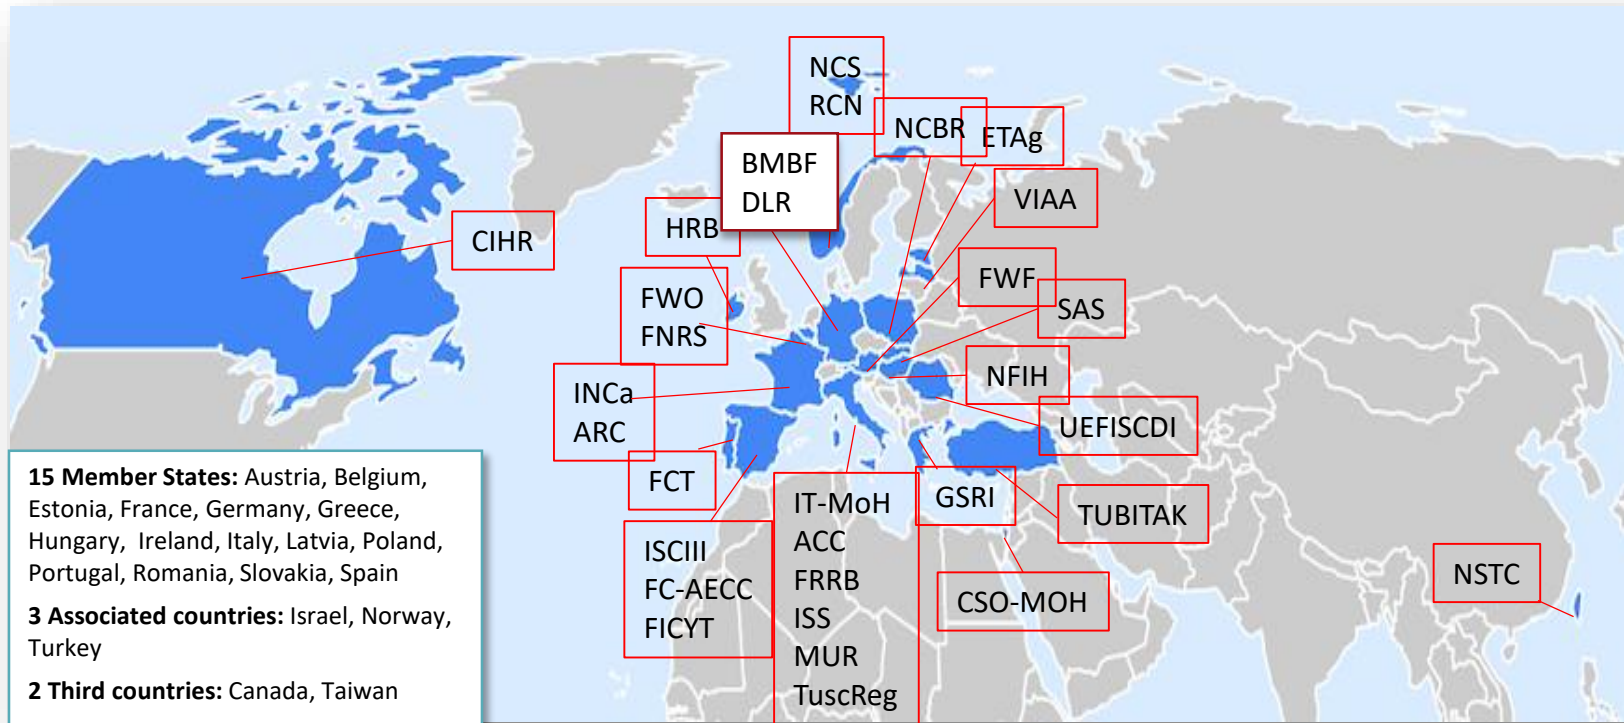 NCS
RCN
NCBR
ETAg
BMBF
DLR
VIAA
HRB
CIHR
FWF
FWO
FNRS
SAS
NFIH
INCa
ARC
UEFISCDI
FCT
GSRI
TUBITAK
IT-MoH
ACC
FRRB
ISS
MUR
TuscReg
ISCIII
FC-AECC
FICYT
CSO-MOH
NSTC
15 Member States: Austria, Belgium,
Estonia, France, Germany, Greece,
Hungary, Ireland, Italy, Latvia, Poland,
Portugal, Romania, Slovakia, Spain
3 Associated countries: Israel, Norway,
Turkey
2 Third countries: Canada, Taiwan